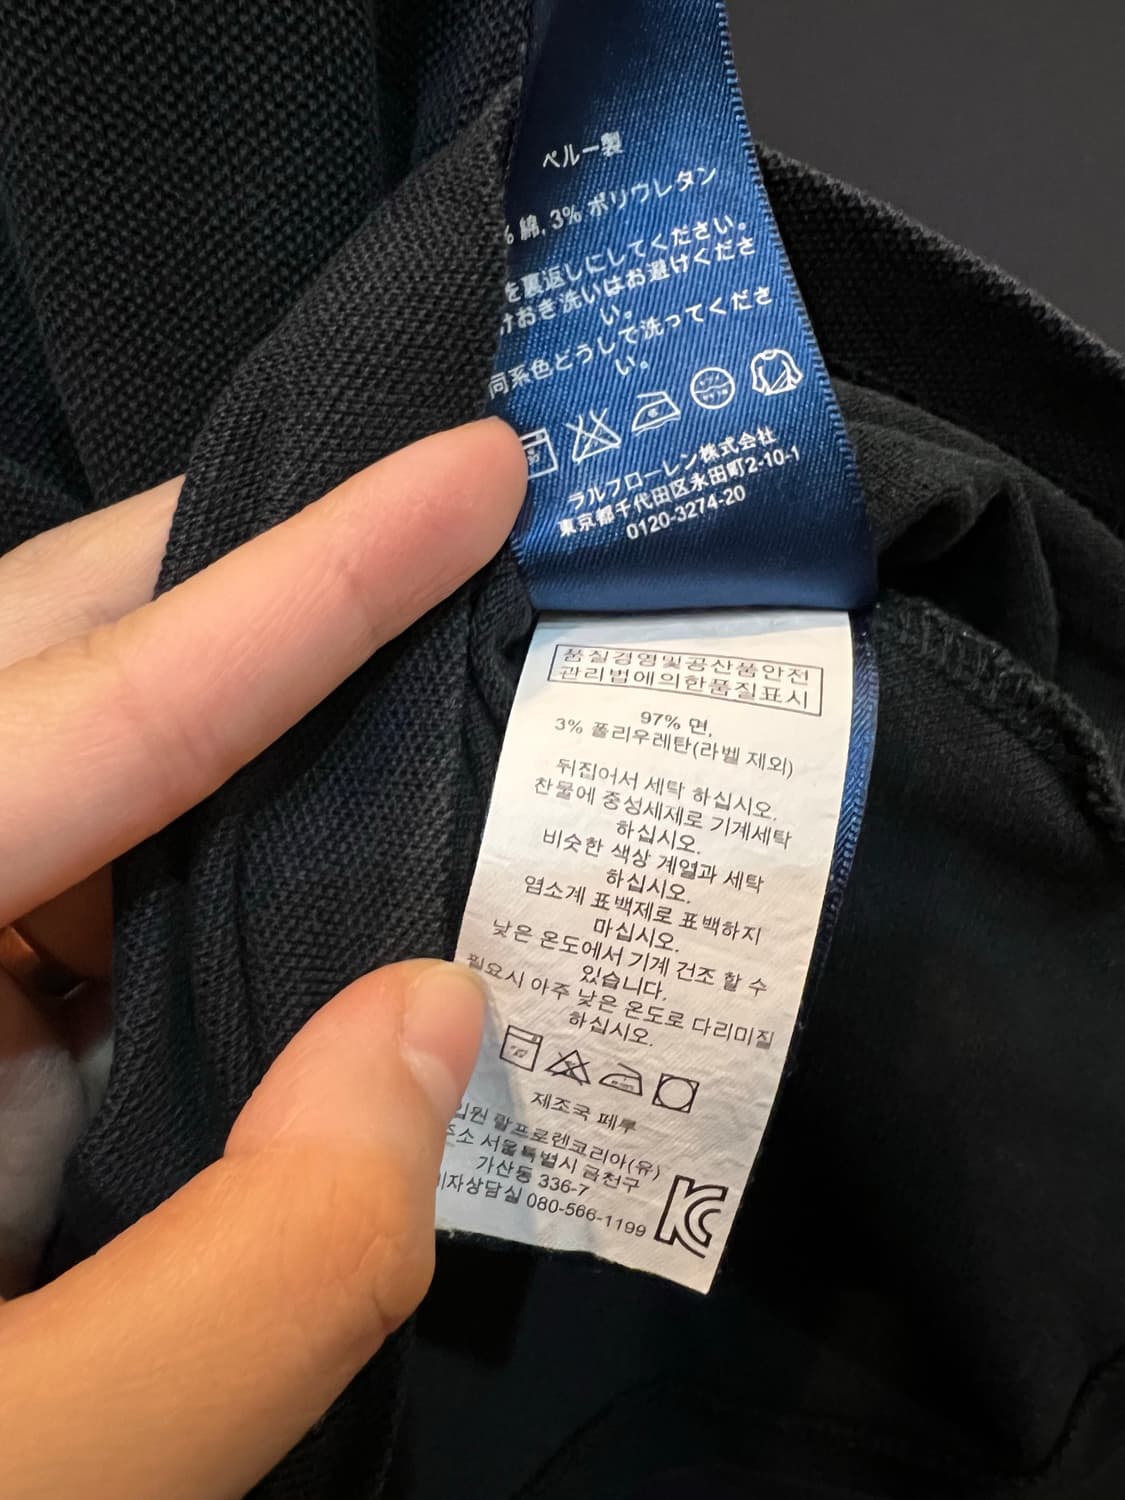 ペルー製
% 綿, 3% ポリウレタン
を裏返しにしてください。
けおき洗いはお避けくださ
い。
同系色どうしで洗ってくださ
い。
ラルフローレン株式会社
東京都千代田区永田町2-10-1
0120-3274-20
품질경영및공산품안전
관리법에의한품질표시
97% 면,
3% 폴리우레탄(라벨 제외)
뒤집어서 세탁 하십시오.
찬물에 중성세제로 기계세탁
하십시오.
비슷한 색상 계열과 세탁
하십시오.
염소계 표백제로 표백하지
마십시오.
낮은 온도에서 기계 건조 할 수
있습니다.
필요시 아주 낮은 온도로 다리미질
하십시오.
제조국 페루
입원 랄프로렌코리아(유)
주소 서울특별시 금천구
가산동 336-7
비자상담실 080-566-1199